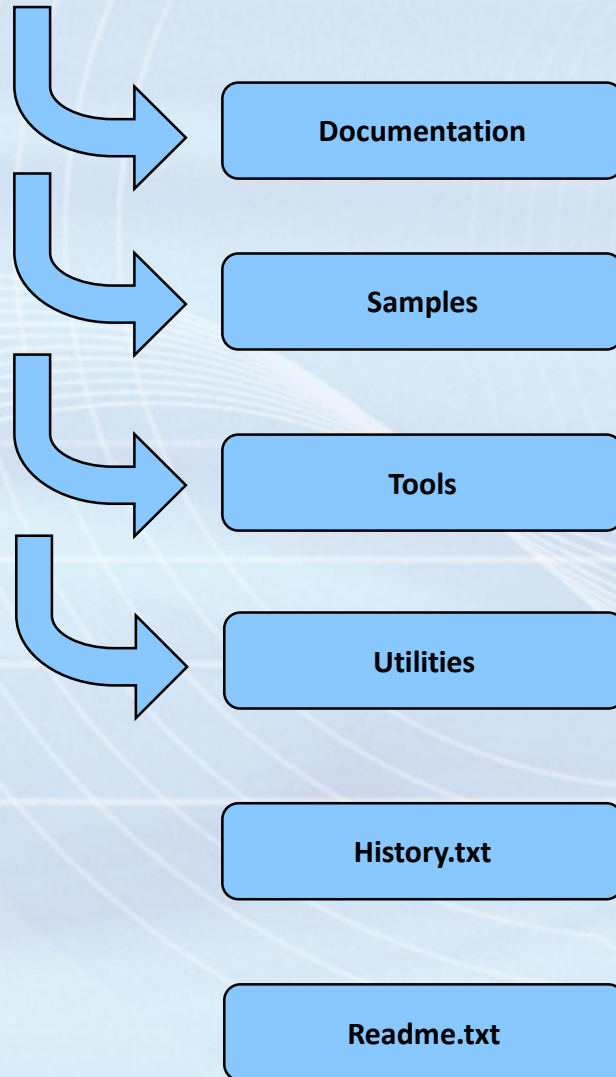 Documentation
Samples
Tools
Utilities
History.txt
Readme.txt